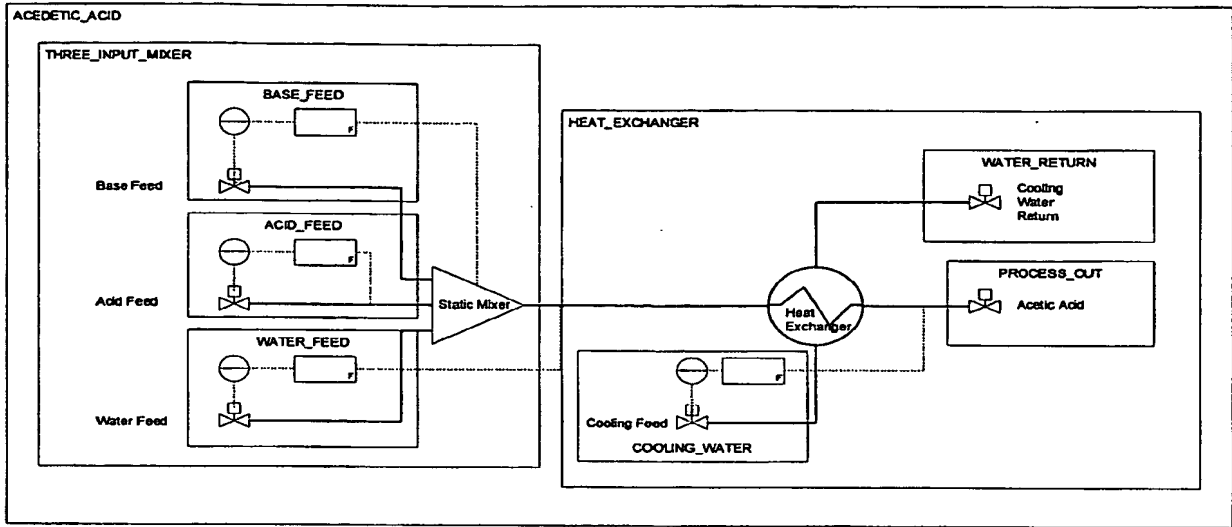 ACEDETIC_ACID
THREE_INPUT_MIXER
BASE_FEED
F
Base Feed
ACID_FEED
F
Acid Feed
Static Mixer
WATER_FEED
F
Water Feed
HEAT_EXCHANGER
WATER_RETURN
Cooling
Water
Return
PROCESS_OUT
Acetic Acid
Heat
Exchanger
F
Cooling Feed
COOLING_WATER